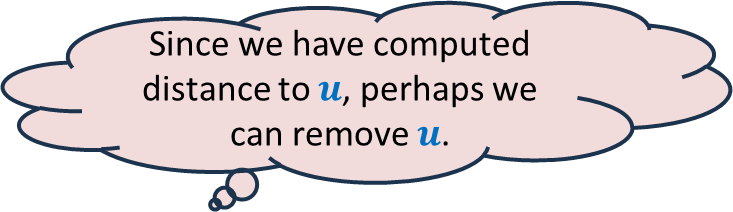 Since we have computed
distance to u, perhaps we
can remove u.